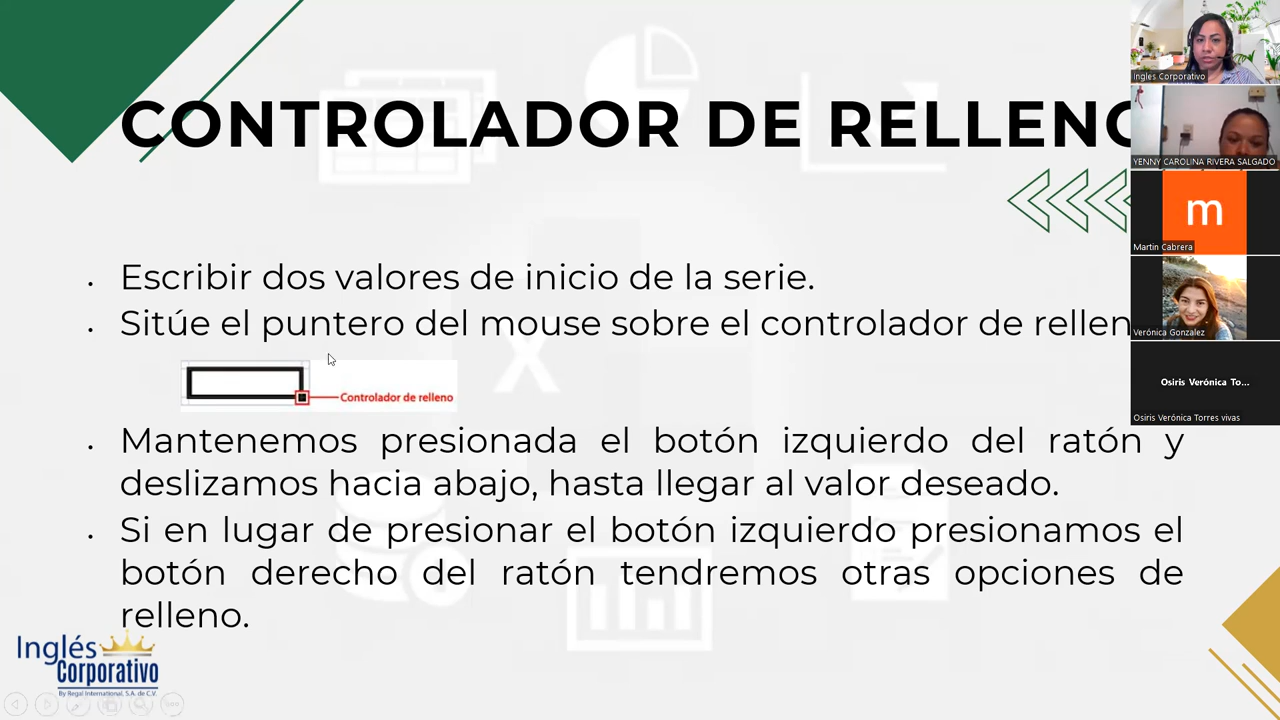 CONTROLADOR DE RELLENO
Escribir dos valores de inicio de la serie.
Sitúe el puntero del mouse sobre el controlador de rellen
Controlador de relleno
Mantenemos presionada el botón izquierdo del ratón y
deslizamos hacia abajo, hasta llegar al valor deseado.
Si en lugar de presionar el botón izquierdo presionamos el
botón derecho del ratón tendremos otras opciones de
relleno.
Inglés
Corporativo
By Regal International, S.A. de C.V.
Ingles Corporativo
YENNY CAROLINA RIVERA SALGADO
m
Martin Cabrera
Verónica Gonzalez
Osiris Verónica To...
Osiris Verónica Torres vivas
X